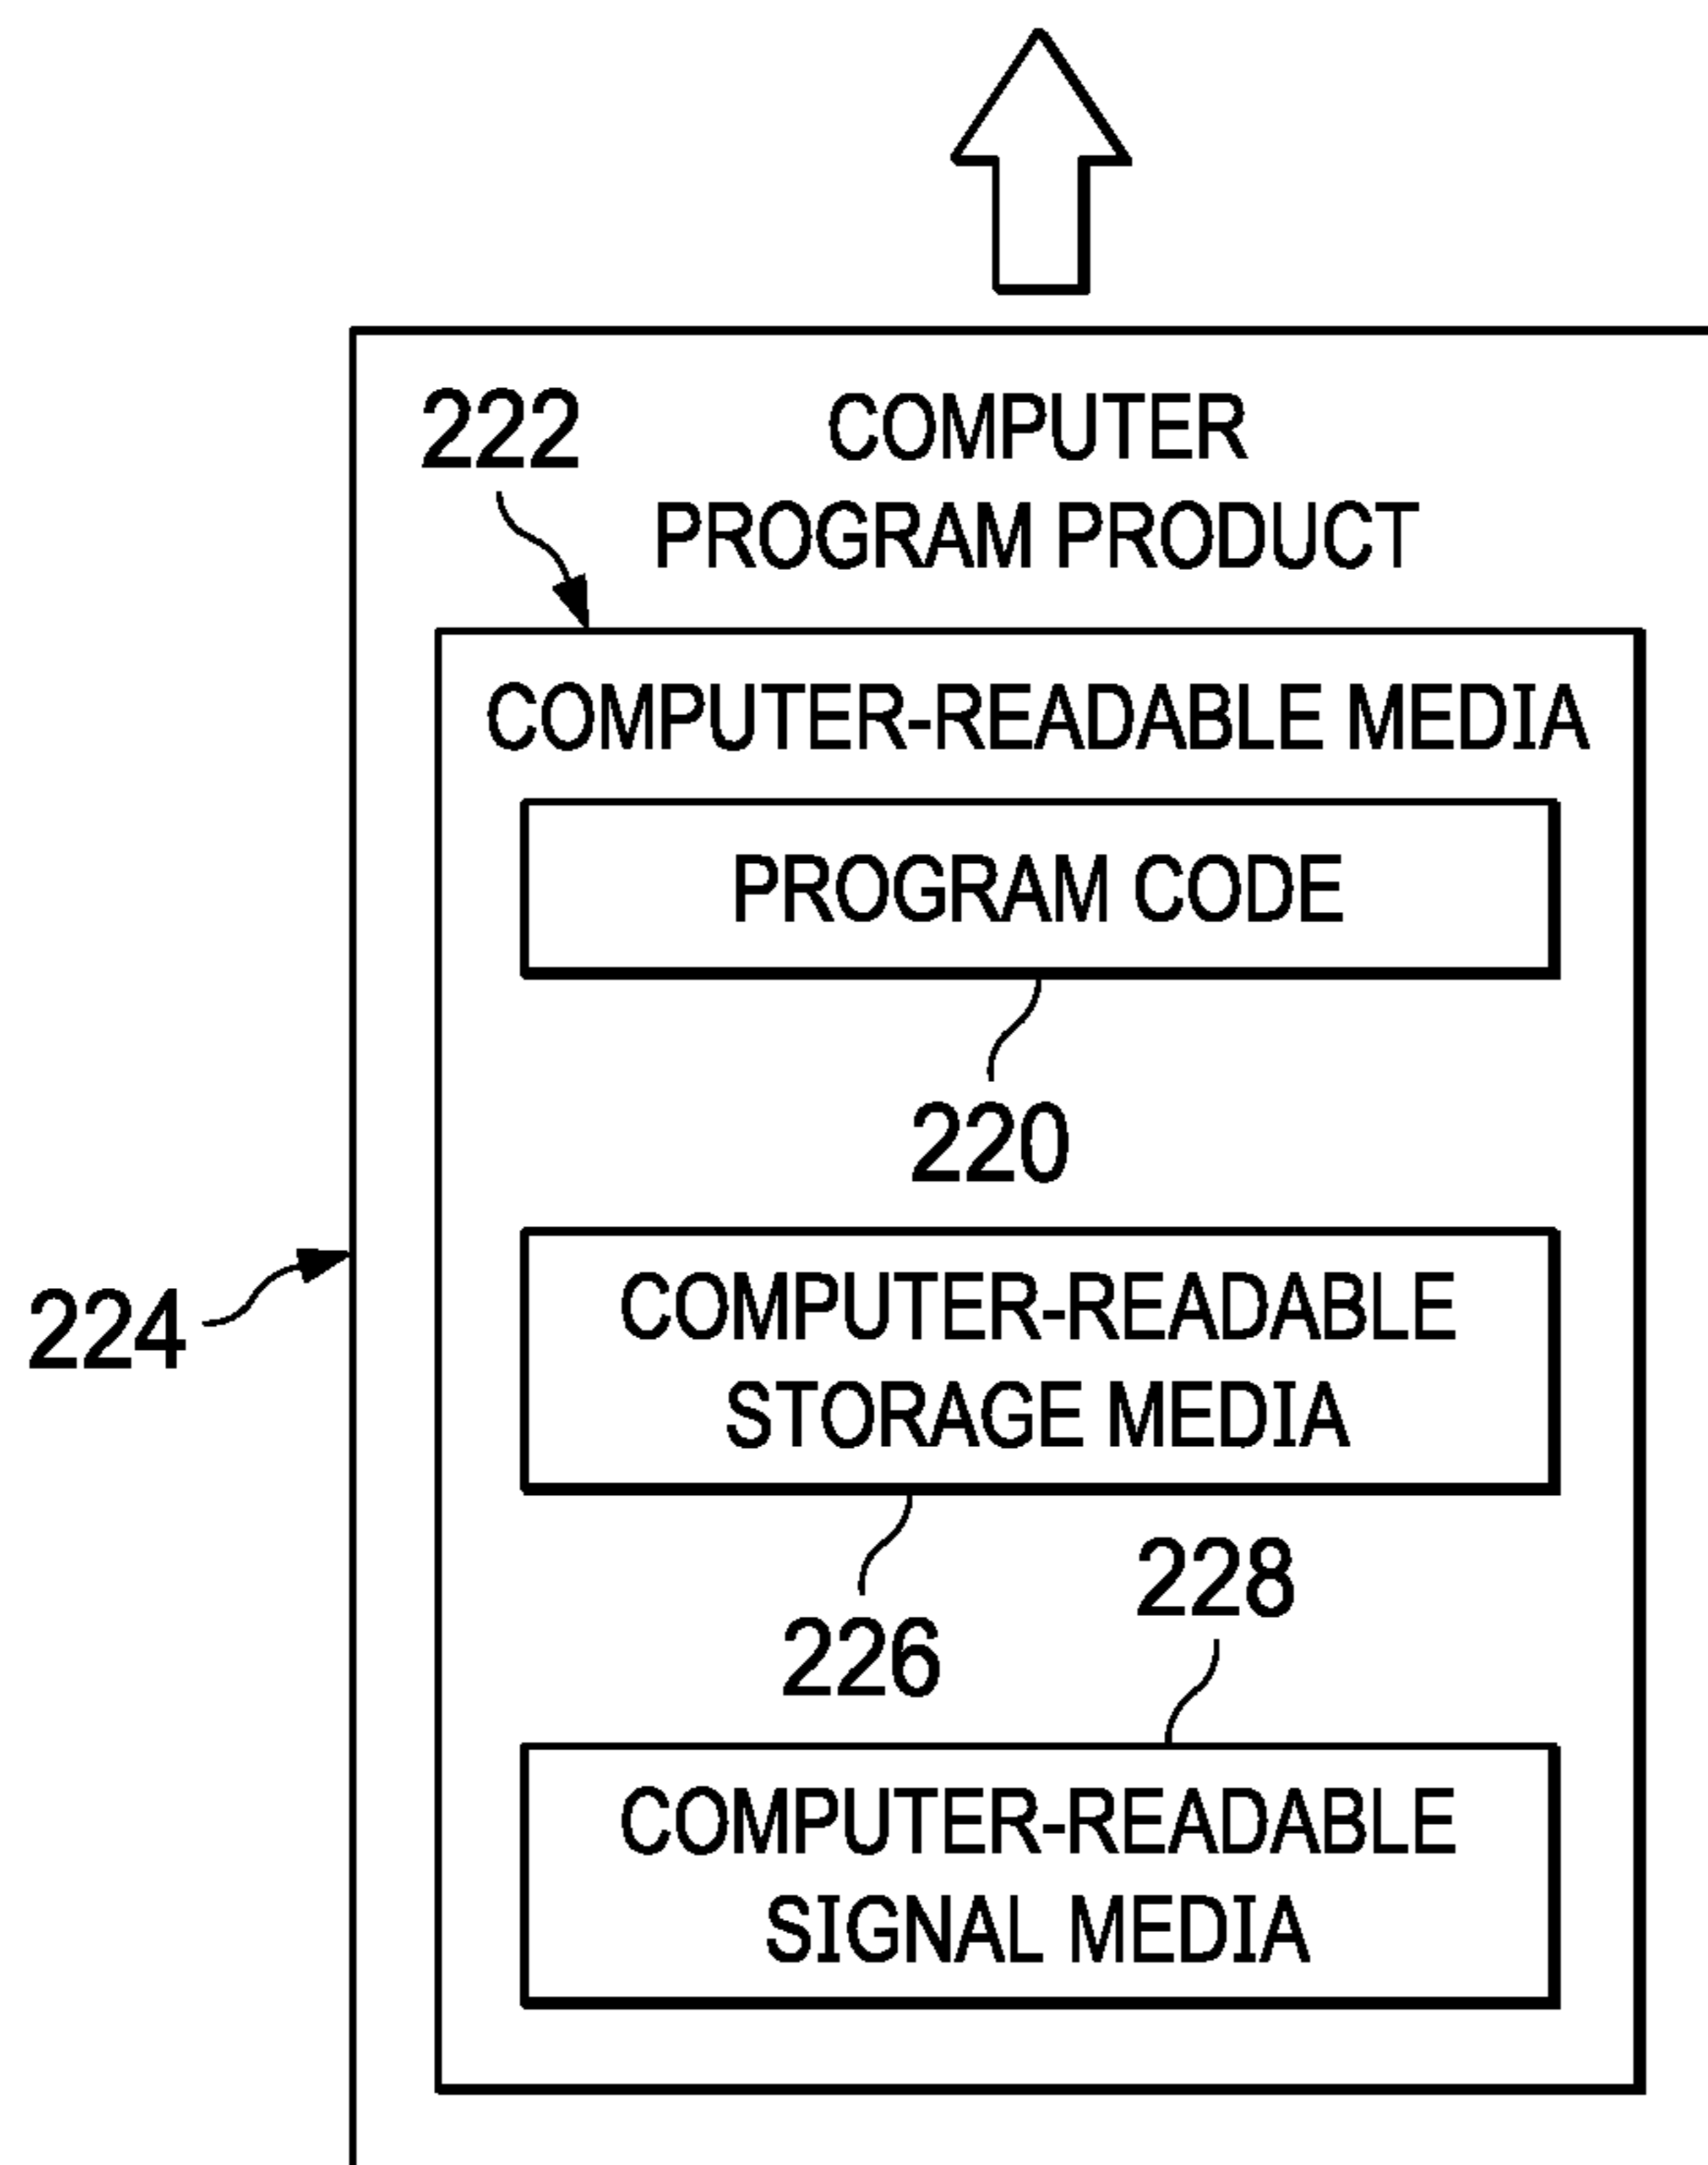 222
COMPUTER
PROGRAM PRODUCT
COMPUTER-READABLE MEDIA
PROGRAM CODE
220
224
COMPUTER-READABLE
STORAGE MEDIA
226
228
COMPUTER-READABLE
SIGNAL MEDIA